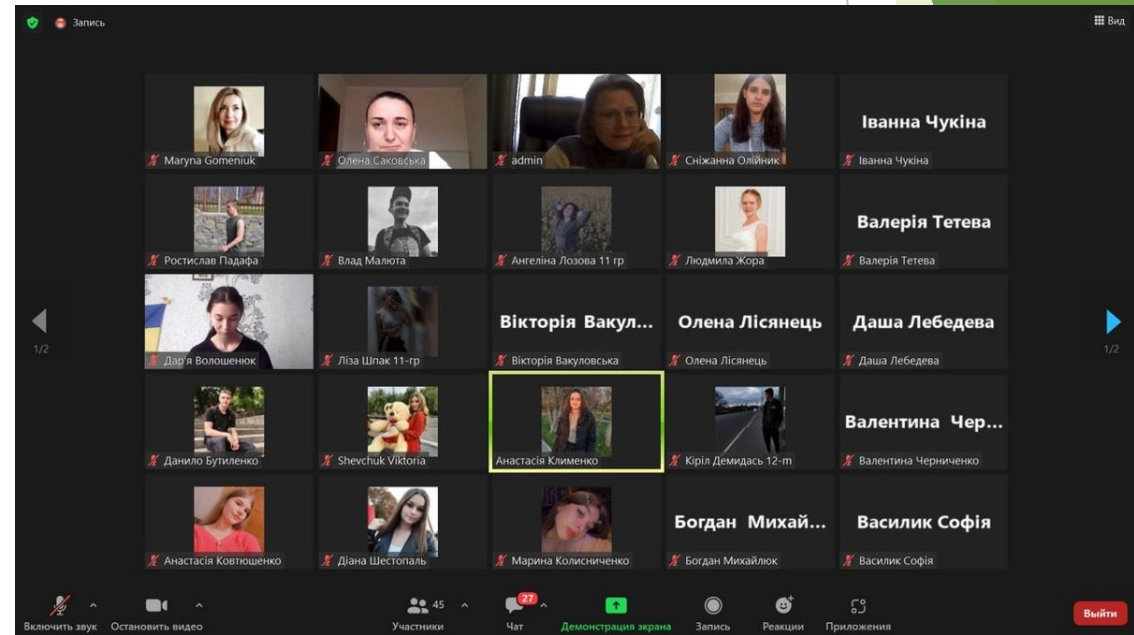 Запись
Вид
Іванна Чукіна
Maryna Gomeniuk
Олена Саковська
admin
Сніжанна Олійник
Іванна Чукіна
Валерія Тетева
Ростислав Падафа
Влад Малюта
Ангеліна Лозова 11 гр
Людмила Жора
Валерія Тетева
Вікторія Вакул...
Олена Лісянець
Даша Лебедева
1/2
1/2
Дар'я Волошенюк
Ліза Шпак 11-гр
Вікторія Вакуловська
Олена Лісянець
Даша Лебедева
Валентина Чер...
Данило Бутиленко
Shevchuk Viktoria
Анастасія Клименко
Кіріл Демидась 12-m
Валентина Черниченко
Богдан Михай...
Василик Софія
Анастасія Ковтюшенко
Діана Шестопаль
Марина Колисниченко
Богдан Михайлюк
Василик Софія
45
27
Включить звук
Остановить видео
Участники
Чат
Демонстрация экрана
Запись
Реакции
Приложения
Выйти